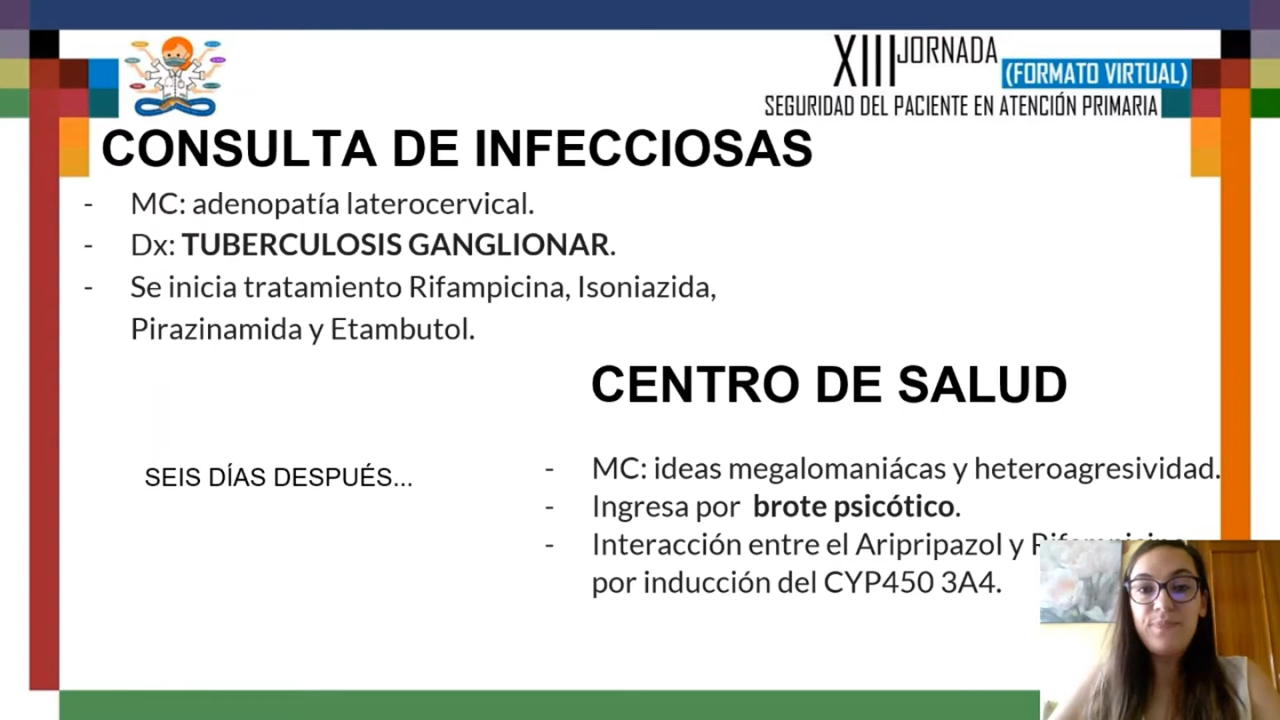 XIII JORNADA
(FORMATO VIRTUAL)
SEGURIDAD DEL PACIENTE EN ATENCIÓN PRIMARIA
CONSULTA DE INFECCIOSAS
- MC: adenopatía laterocervical.
- Dx: TUBERCULOSIS GANGLIONAR.
- Se inicia tratamiento Rifampicina, Isoniazida,
Pirazinamida y Etambutol.
CENTRO DE SALUD
SEIS DÍAS DESPUÉS...
- MC: ideas megalomaniácas y heteroagresividad.
- Ingresa por brote psicótico.
- Interacción entre el Aripripazol y Rifampicina
por inducción del CYP450 3A4.